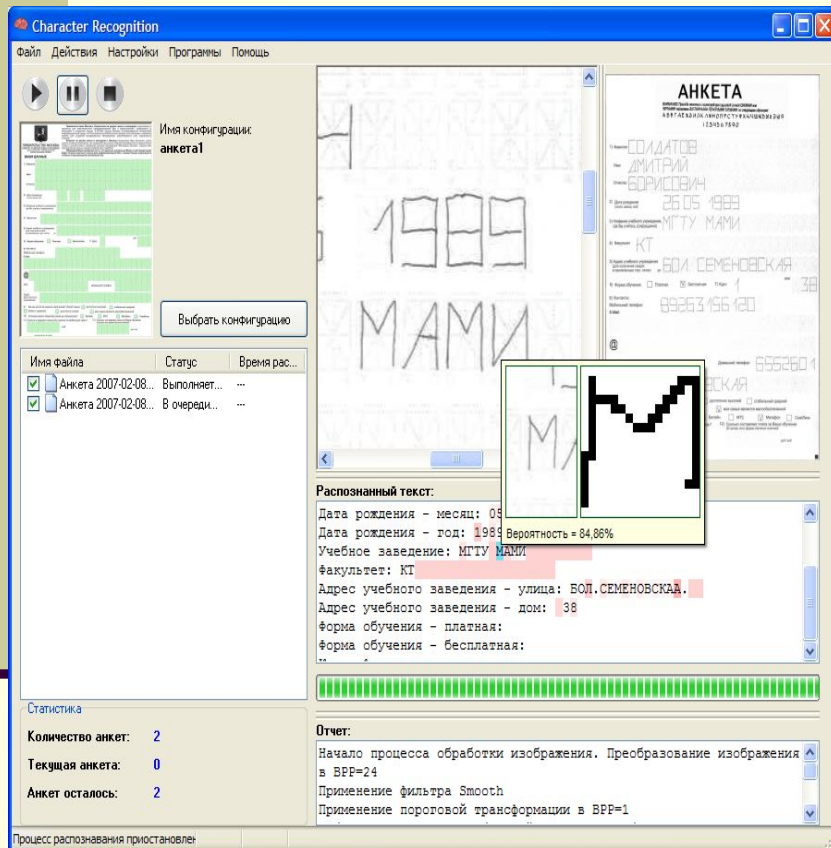 Character Recognition
Файл Действия Настройки Программы Помощь
Имя конфигурации:
анкета1
Выбрать конфигурацию
Имя файла Статус Время рас...
Анкета 2007-02-08... Выполняет... ---
Анкета 2007-02-08... В очереди... ---
Статистика
Количество анкет: 2
Текущая анкета: 0
Анкет осталось: 2
Процесс распознавания приостановлен
1989
МАМИ
АНКЕТА
1234567890
СОЛДАТОВ
ДМИТРИЙ
БОРИСОВИЧ
26 05 1989
МГТУ МАМИ
КТ
БОЛ. СЕМЕНОВСКАЯ
38
89263156120
@
6552601
Вероятность = 84,86%
Распознанный текст:
Дата рождения - месяц: 05
Дата рождения - год: 1989
Учебное заведение: МГТУ МАМИ
Факультет: КТ
Адрес учебного заведения - улица: БОЛ.СЕМЕНОВСКАА.
Адрес учебного заведения - дом: 38
Форма обучения - платная:
Форма обучения - бесплатная:
Отчет:
Начало процесса обработки изображения. Преобразование изображения
в BPP=24
Применение фильтра Smooth
Применение пороговой трансформации в BPP=1